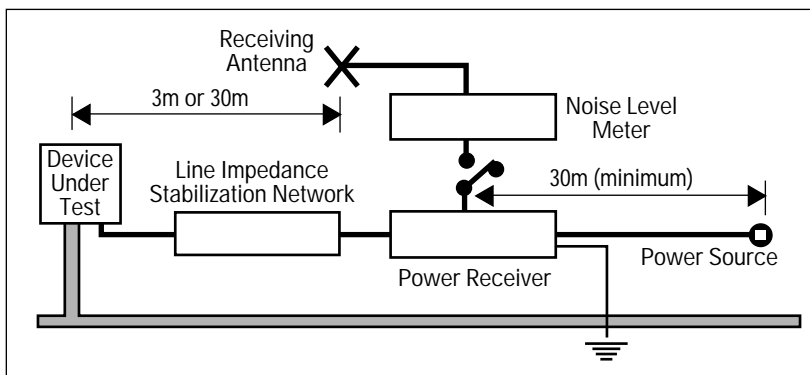 Receiving
Antenna
3m or 30m
Noise Level
Meter
Device
Under
Test
Line Impedance
Stabilization Network
30m (minimum)
Power Receiver
Power Source